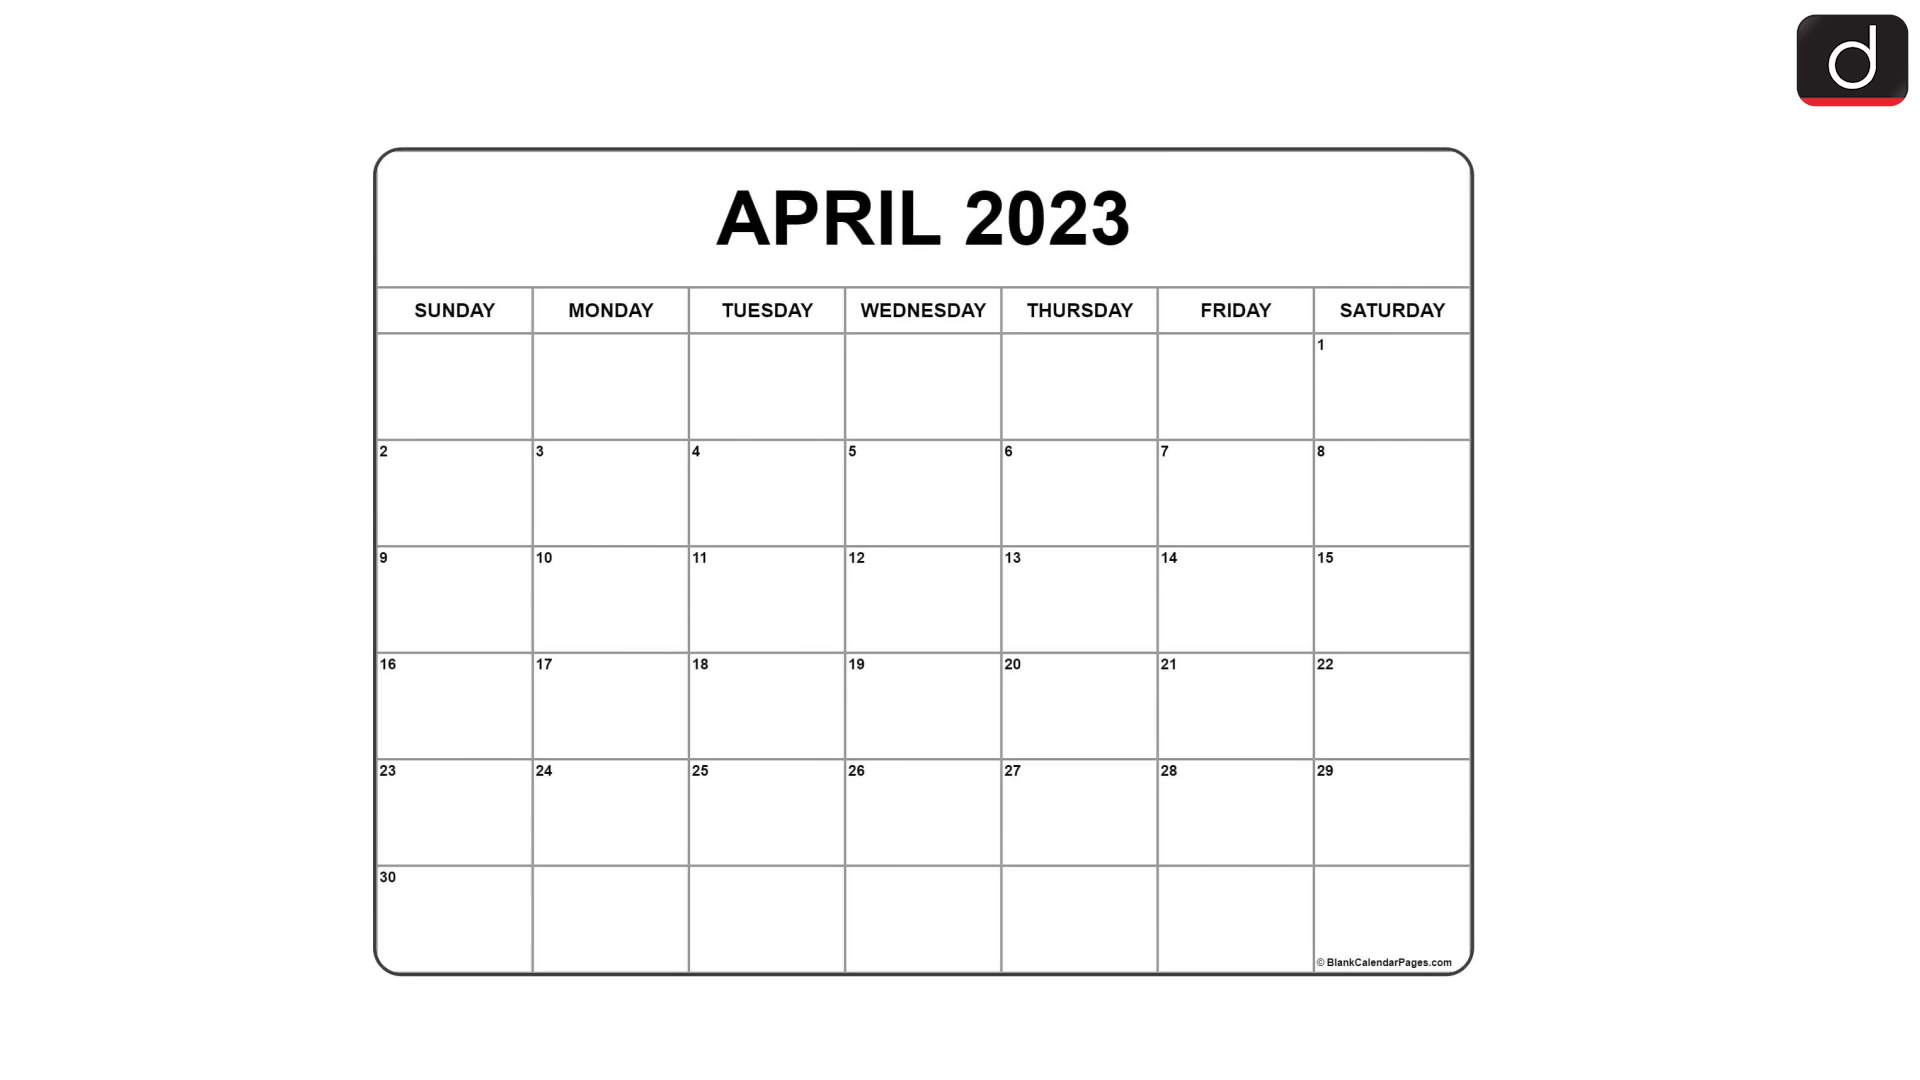 d
APRIL 2023
SUNDAY MONDAY TUESDAY WEDNESDAY THURSDAY FRIDAY SATURDAY
1
2 3 4 5 6 7 8
9 10 11 12 13 14 15
16 17 18 19 20 21 22
23 24 25 26 27 28 29
30
© BlankCalendarPages.com